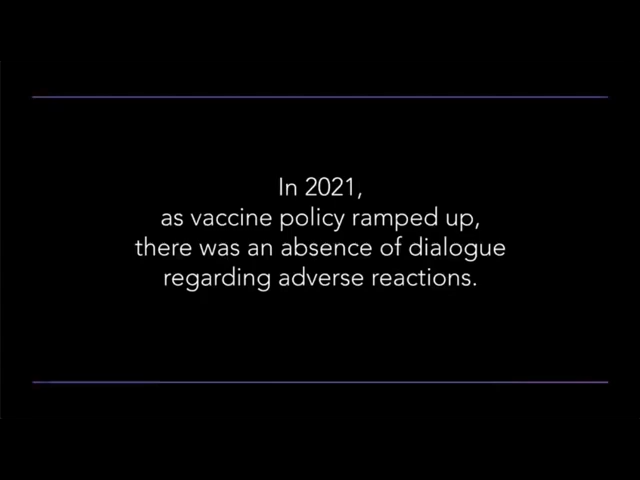 In 2021,
as vaccine policy ramped up,
there was an absence of dialogue
regarding adverse reactions.